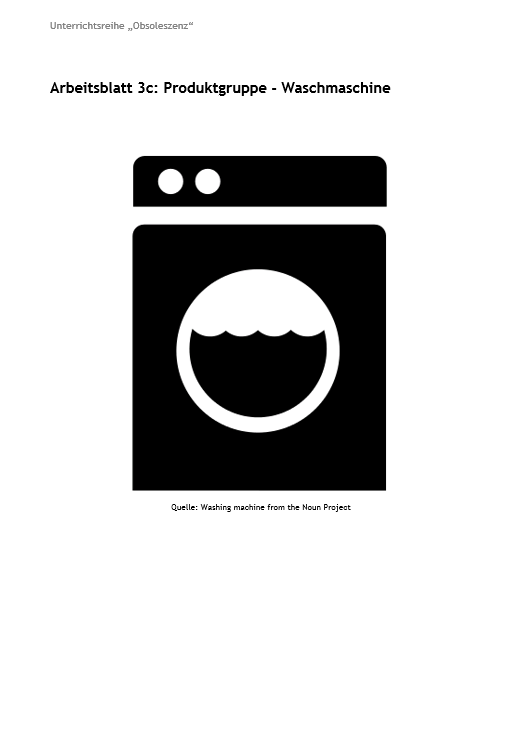 Unterrichtsreihe „Obsoleszenz“
Arbeitsblatt 3c: Produktgruppe - Waschmaschine
Quelle: Washing machine from the Noun Project